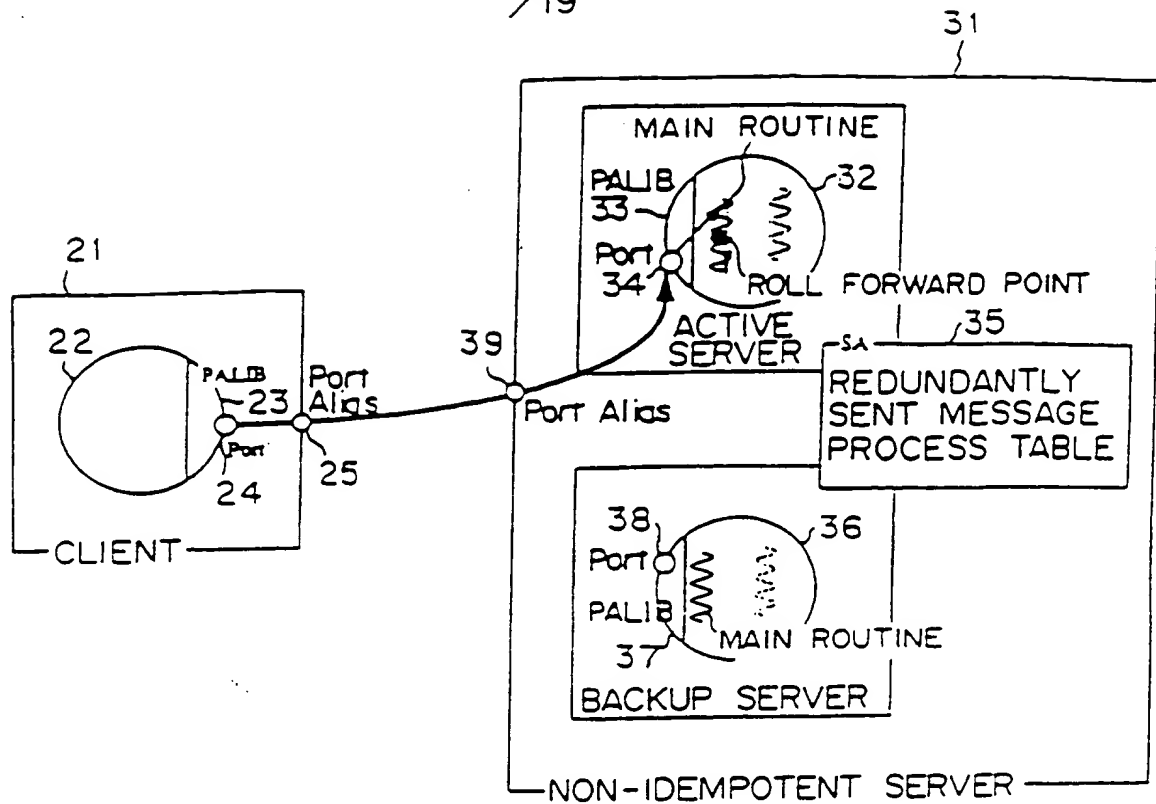 19
31
MAIN ROUTINE
PALIB
33
32
Port
34
ROLL FORWARD POINT
ACTIVE
SERVER
35
SA
REDUNDANTLY
SENT MESSAGE
PROCESS TABLE
21
22
PALIB
23
Port
24
Port
Alias
25
CLIENT
39
Port Alias
38
Port
36
PALIB
37
MAIN ROUTINE
BACKUP SERVER
NON-IDEMPOTENT SERVER